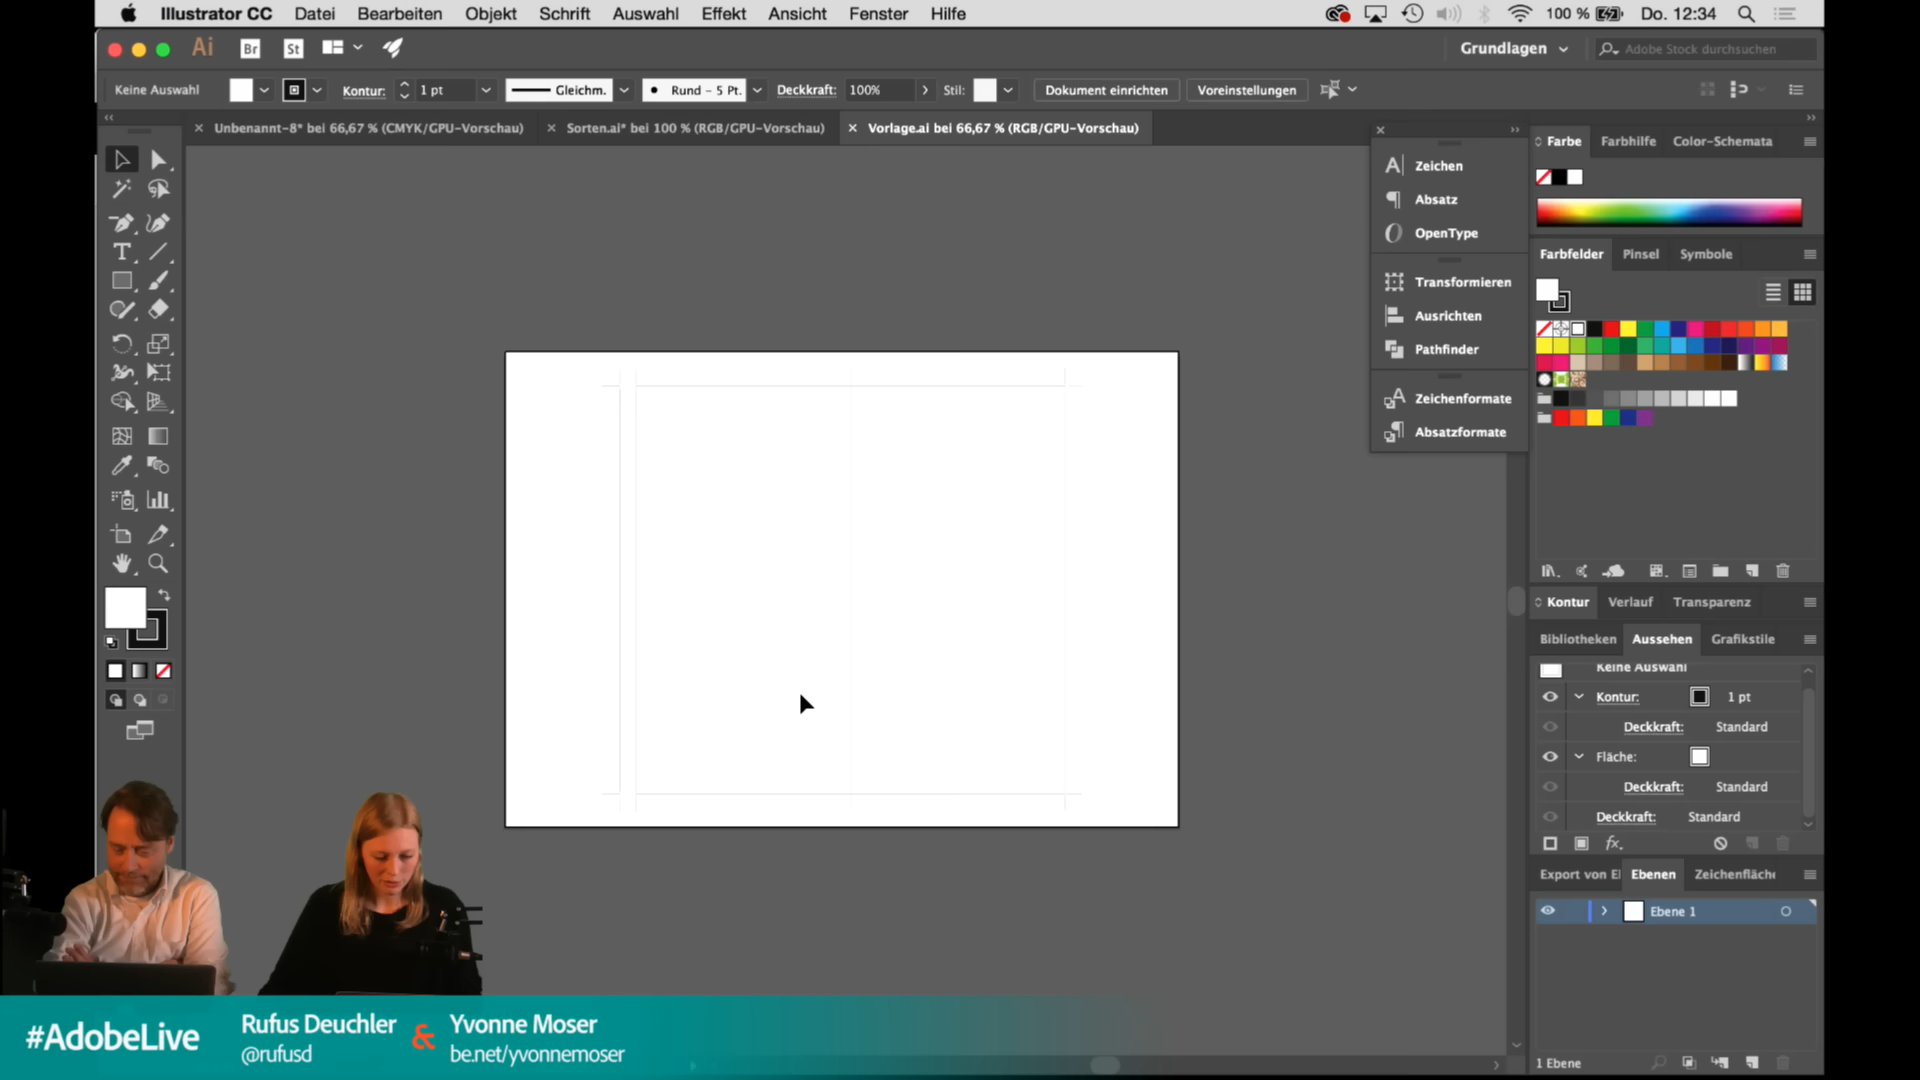 Illustrator CC Datei Bearbeiten Objekt Schrift Auswahl Effekt Ansicht Fenster Hilfe 100 % Do. 12:34
Ai Br St Grundlagen Adobe Stock durchsuchen
Keine Auswahl Kontur: 1 pt Gleichm. Rund – 5 Pt. Deckkraft: 100% Stil: Dokument einrichten Voreinstellungen
Unbenannt-8* bei 66,67 % (CMYK/GPU-Vorschau) Sorten.ai* bei 100 % (RGB/GPU-Vorschau) Vorlage.ai bei 66,67 % (RGB/GPU-Vorschau)
Zeichen
Absatz
OpenType
Transformieren
Ausrichten
Pathfinder
Zeichenformate
Absatzformate
Farbe Farbhilfe Color-Schemata
Farbfelder Pinsel Symbole
Kontur Verlauf Transparenz
Bibliotheken Aussehen Grafikstile
Keine Auswahl
Kontur: 1 pt
Deckkraft: Standard
Fläche:
Deckkraft: Standard
Deckkraft: Standard
fx.
Export von El Ebenen Zeichenfläche
Ebene 1
1 Ebene
#AdobeLive
Rufus Deuchler & Yvonne Moser
@rufusd be.net/yvonnemoser